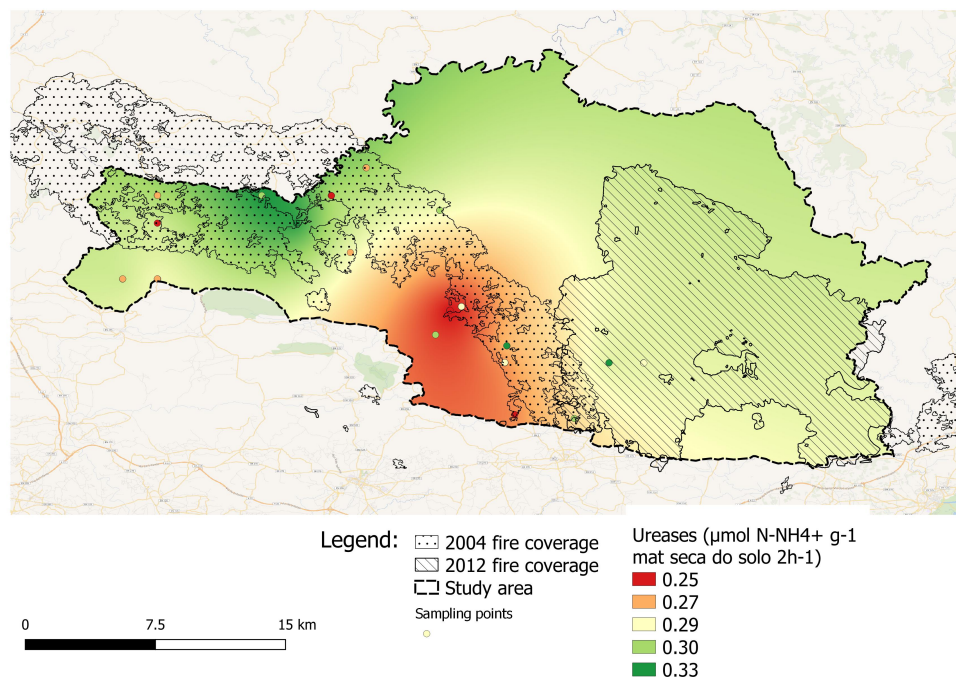 Legend:
2004 fire coverage
2012 fire coverage
Study area
Sampling points
0 7.5 15 km
Ureases (µmol N-NH4+ g-1
mat seca do solo 2h-1)
0.25
0.27
0.29
0.30
0.33